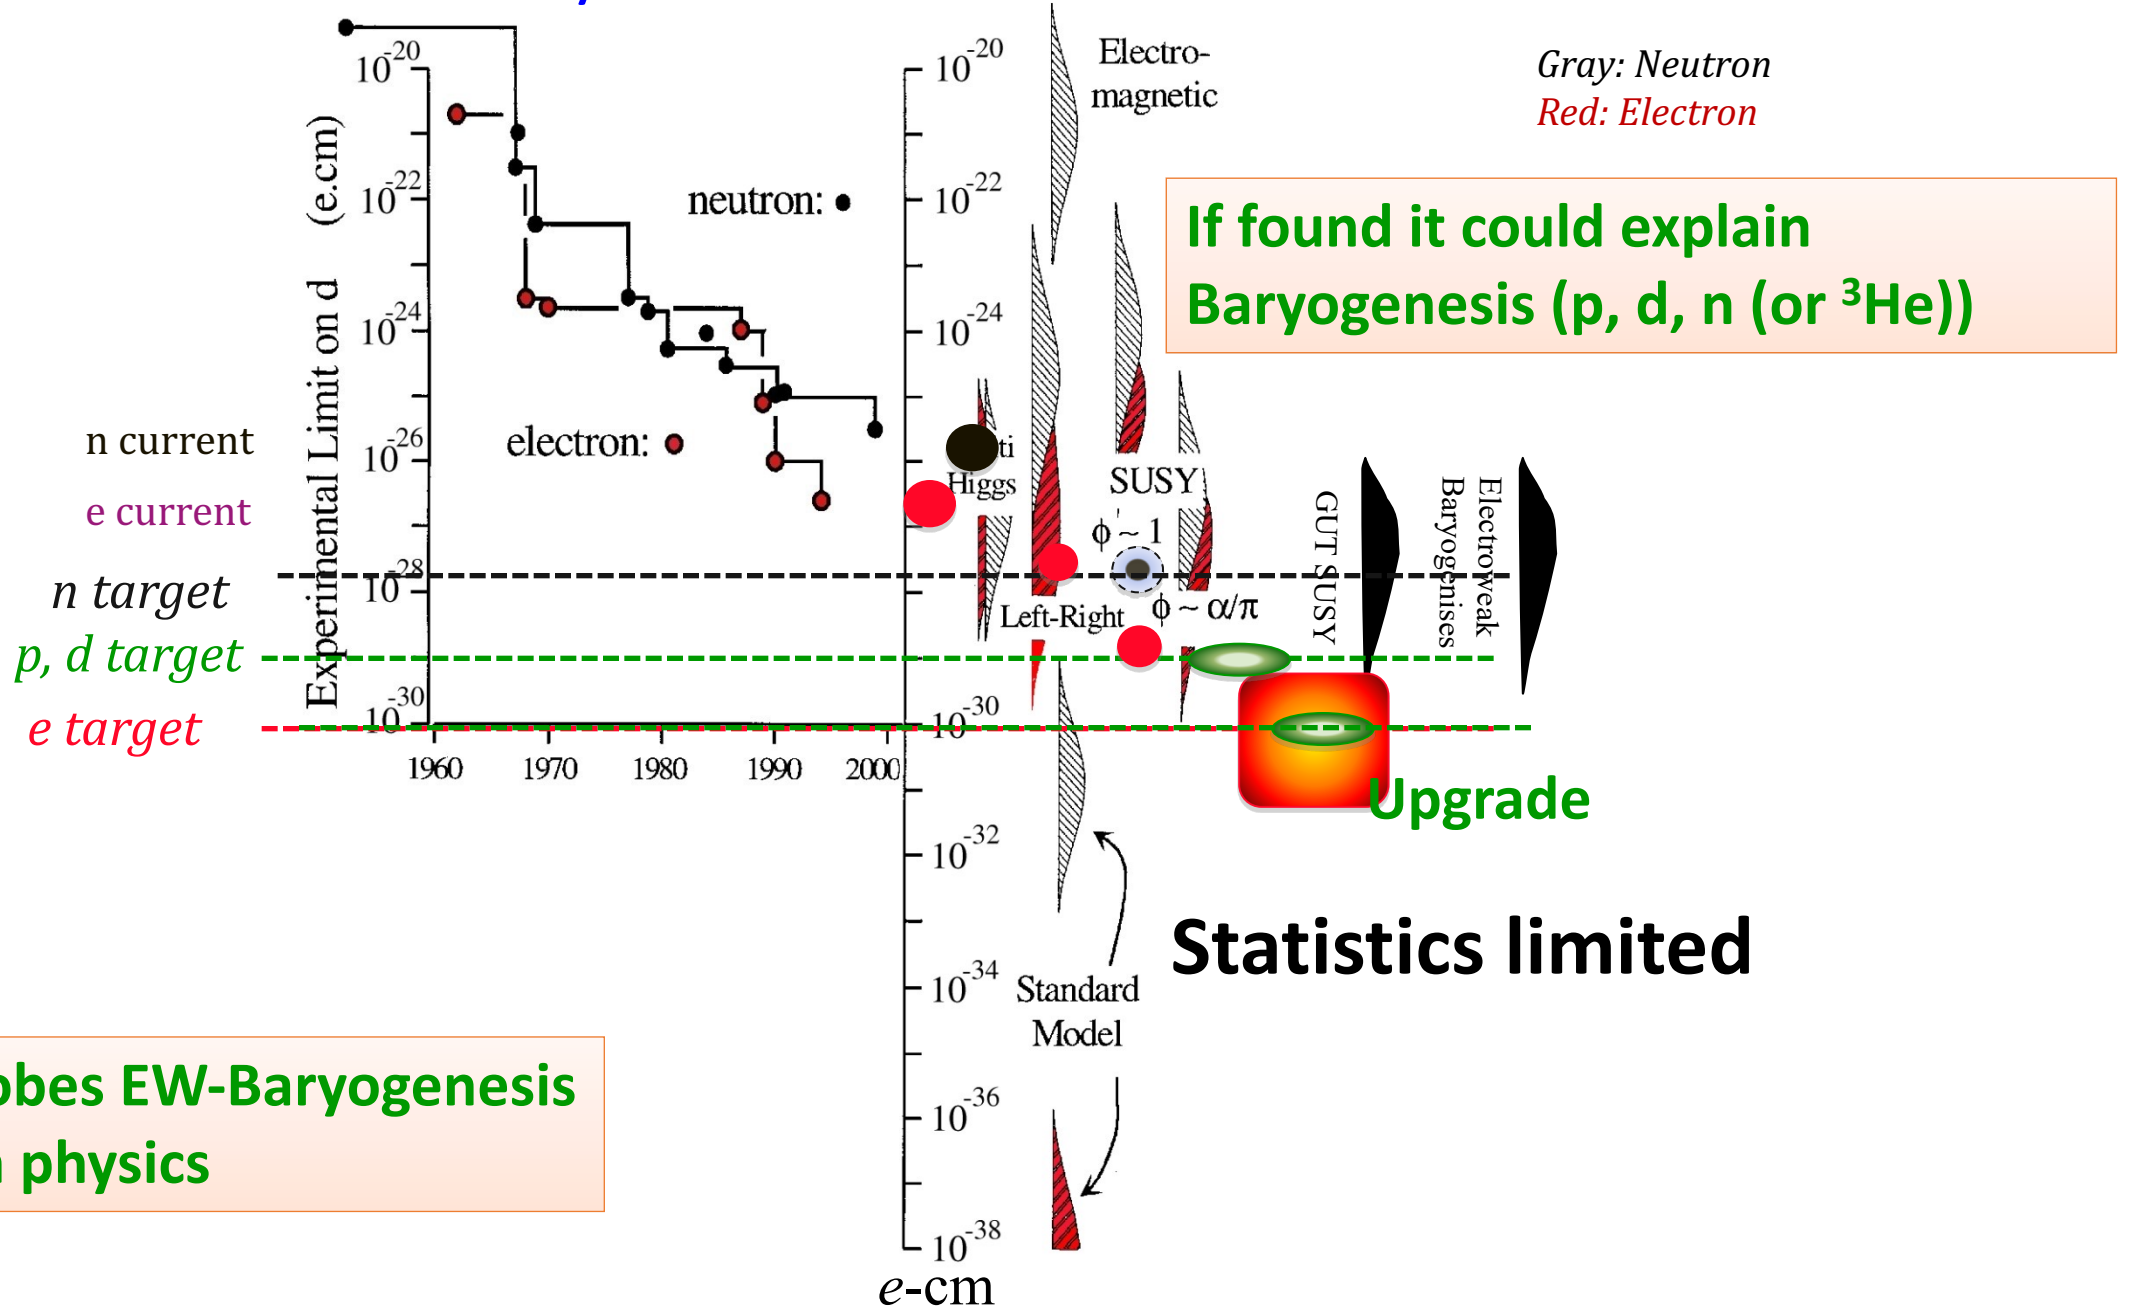 10-20
10-22
10-24
10-26
10-28
10-30
Experimental Limit on d (e.cm)
neutron:
electron:
1960 1970 1980 1990 2000
n current
e current
n target
p, d target
e target
10-20
10-22
10-24
10-30
10-32
10-34
10-36
10-38
e-cm
Electro-
magnetic
Gray: Neutron
Red: Electron
If found it could explain
Baryogenesis (p, d, n (or ³He))
ti
Higgs
SUSY
ϕ ~ 1
ϕ ~ α/π
Left-Right
GUT SUSY
Electroweak
Baryogenises
Upgrade
Statistics limited
Standard
Model
obes EW-Baryogenesis
physics